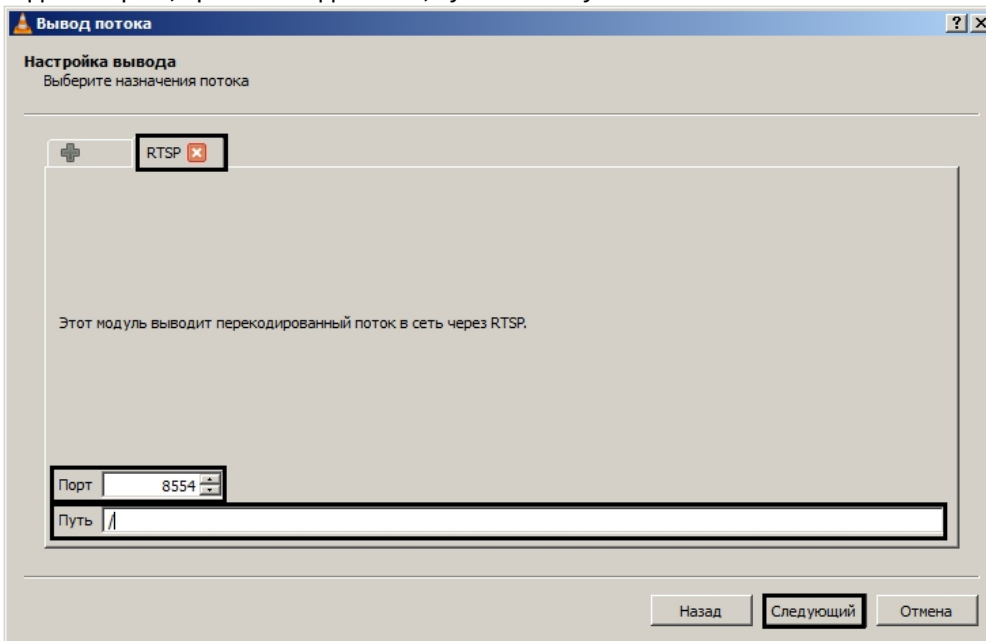 Вывод потока
Настройка вывода
Выберите назначения потока
RTSP
Этот модуль выводит перекодированный поток в сеть через RTSP.
Порт 8554
Путь /
Назад Следующий Отмена